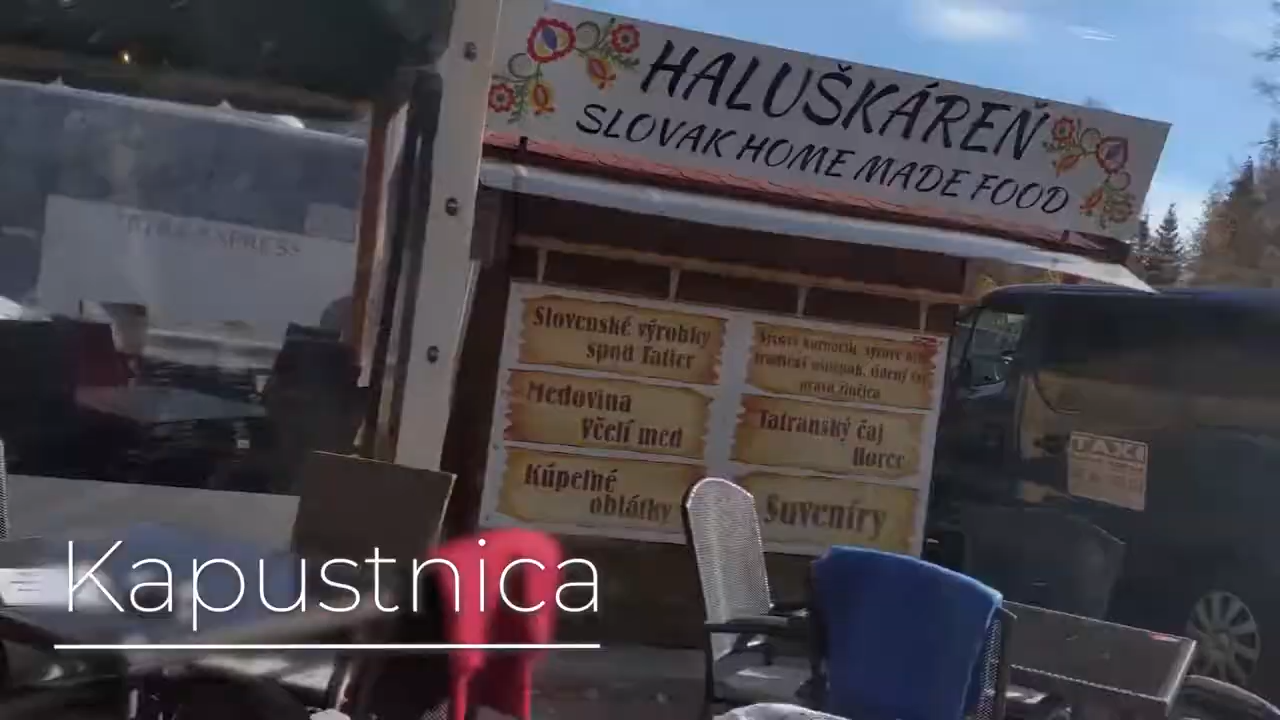 HALUŠKÁREŇ
SLOVAK HOME MADE FOOD
Slovenské výrobky
spod Tatier
Medovina
Včelí med
Kúpeľné
oblátky
Tatranský čaj
Horec
Suveníry
TAXI
Kapustnica